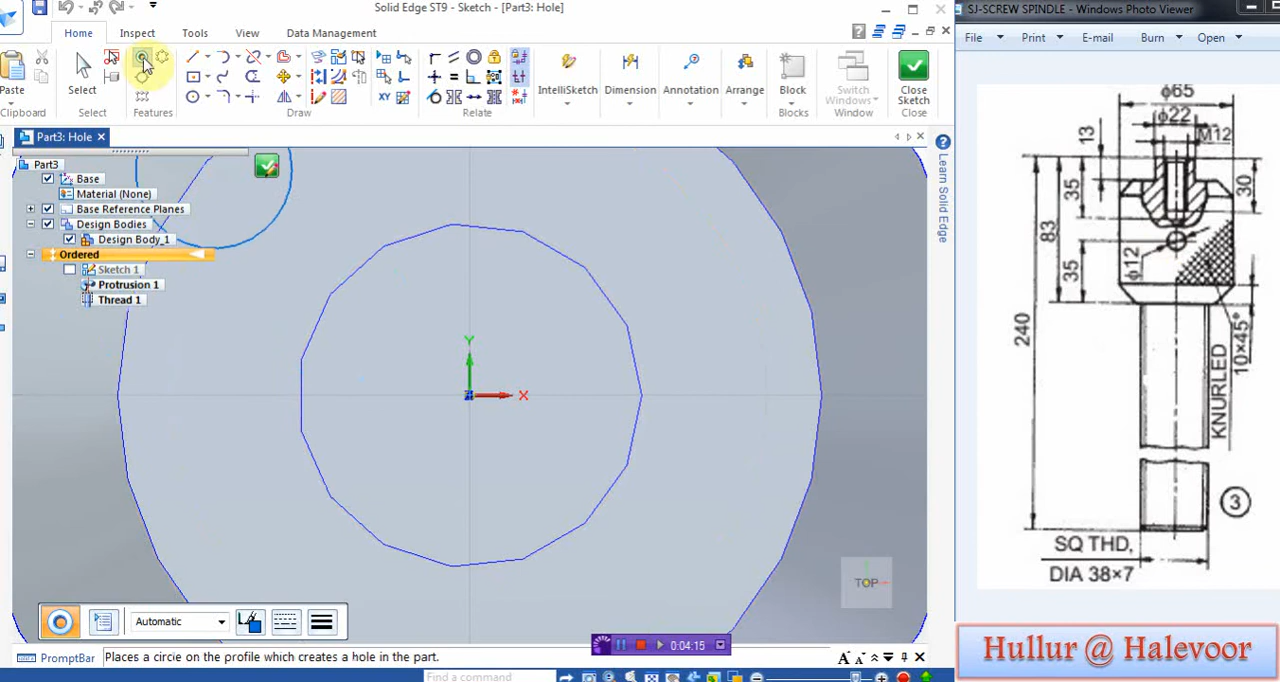 Solid Edge ST9 - Sketch - [Part3: Hole]
SJ-SCREW SPINDLE - Windows Photo Viewer
Home
Inspect
Tools
View
Data Management
File
Print
E-mail
Burn
Open
Paste
Select
IntelliSketch
Dimension
Annotation
Arrange
Block
Switch
Windows
Close
Sketch
Clipboard
Select
Features
Draw
Relate
Blocks
Window
Close
Part3: Hole
Part3
Base
Material (None)
Base Reference Planes
Design Bodies
Design Body_1
Ordered
Sketch 1
Protrusion 1
Thread 1
Y
X
TOP
Learn Solid Edge
ϕ65
ϕ22
M12
13
35
30
83
ϕ12
35
240
10×45°
KNURLED
3
SQ THD,
DIA 38×7
Automatic
0:04:15
PromptBar
Places a circle on the profile which creates a hole in the part.
Find a command
Hullur @ Halevoor